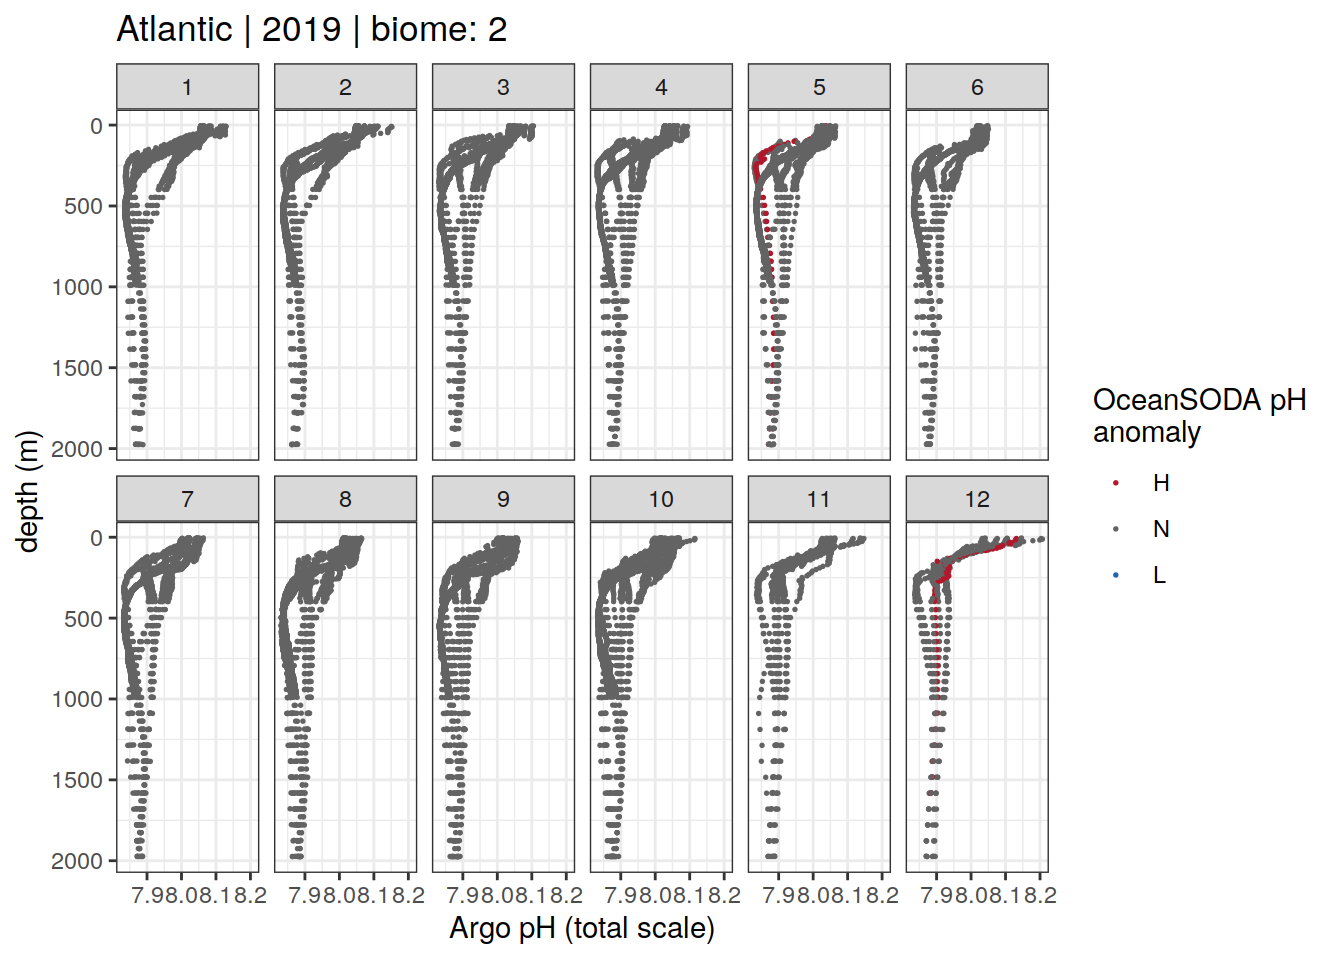 Atlantic | 2019 | biome: 2
1 2 3 4 5 6
0
500
1000
1500
2000
7 8 9 10 11 12
0
500
1000
1500
2000
7.98.08.18.2 7.98.08.18.2 7.98.08.18.2 7.98.08.18.2 7.98.08.18.2 7.98.08.18.2
depth (m)
Argo pH (total scale)
OceanSODA pH
anomaly
H
N
L